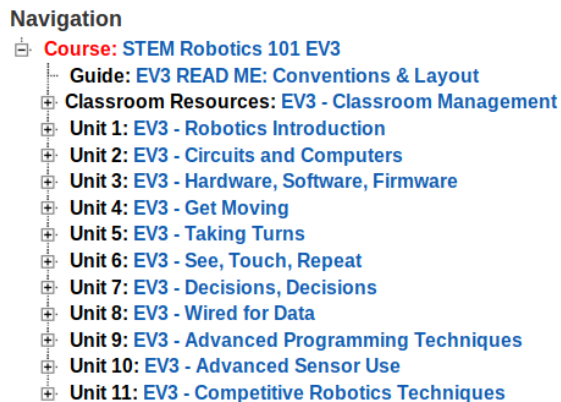 Navigation
Course: STEM Robotics 101 EV3
Guide: EV3 READ ME: Conventions & Layout
Classroom Resources: EV3 - Classroom Management
Unit 1: EV3 - Robotics Introduction
Unit 2: EV3 - Circuits and Computers
Unit 3: EV3 - Hardware, Software, Firmware
Unit 4: EV3 - Get Moving
Unit 5: EV3 - Taking Turns
Unit 6: EV3 - See, Touch, Repeat
Unit 7: EV3 - Decisions, Decisions
Unit 8: EV3 - Wired for Data
Unit 9: EV3 - Advanced Programming Techniques
Unit 10: EV3 - Advanced Sensor Use
Unit 11: EV3 - Competitive Robotics Techniques